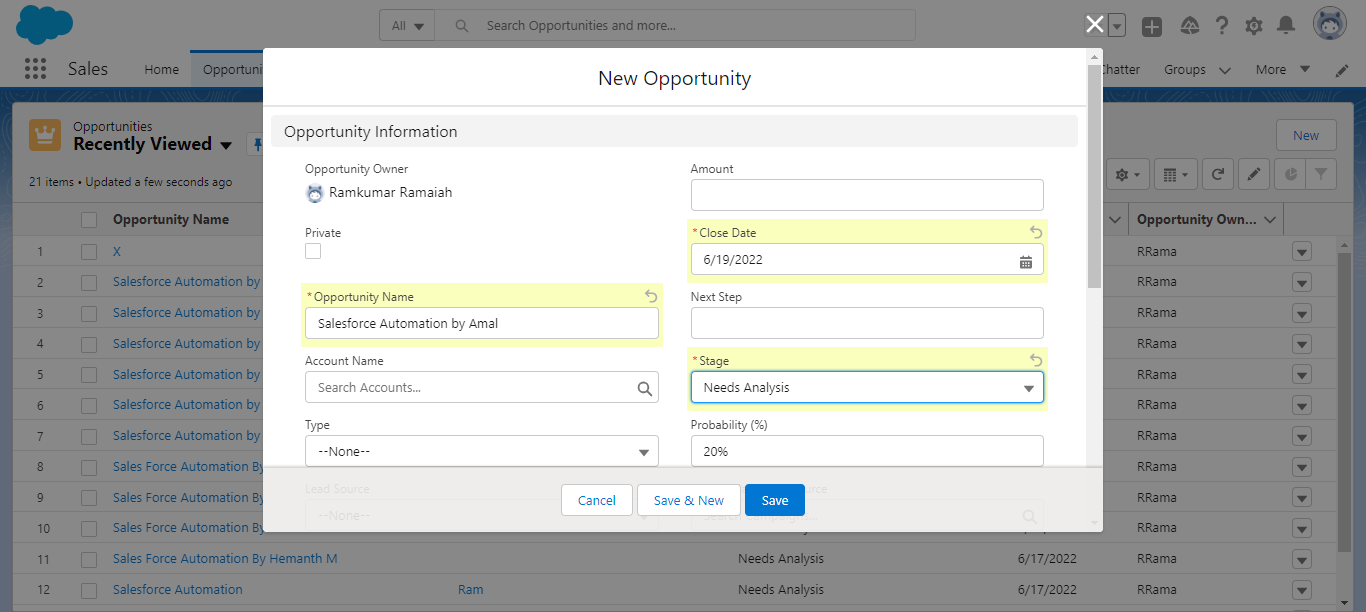 All
Search Opportunities and more...
Sales
Home
Opportuni
Chatter
Groups
More
New Opportunity
Opportunities
Recently Viewed
New
21 items • Updated a few seconds ago
Opportunity Information
Opportunity Owner
Ramkumar Ramaiah
Amount
Private
*Close Date
6/19/2022
*Opportunity Name
Salesforce Automation by Amal
Next Step
Account Name
Search Accounts...
*Stage
Needs Analysis
Type
--None--
Probability (%)
20%
Lead Source
--None--
Cancel
Save & New
Save
Opportunity Name
Opportunity Own...
1 X RRama
2 Salesforce Automation by RRama
3 Salesforce Automation by RRama
4 Salesforce Automation by RRama
5 Salesforce Automation by RRama
6 Salesforce Automation by RRama
7 Salesforce Automation by RRama
8 Sales Force Automation By RRama
9 Sales Force Automation By RRama
10 Sales Force Automation By RRama
11 Sales Force Automation By Hemanth M Needs Analysis 6/17/2022 RRama
12 Salesforce Automation Ram Needs Analysis 6/17/2022 RRama